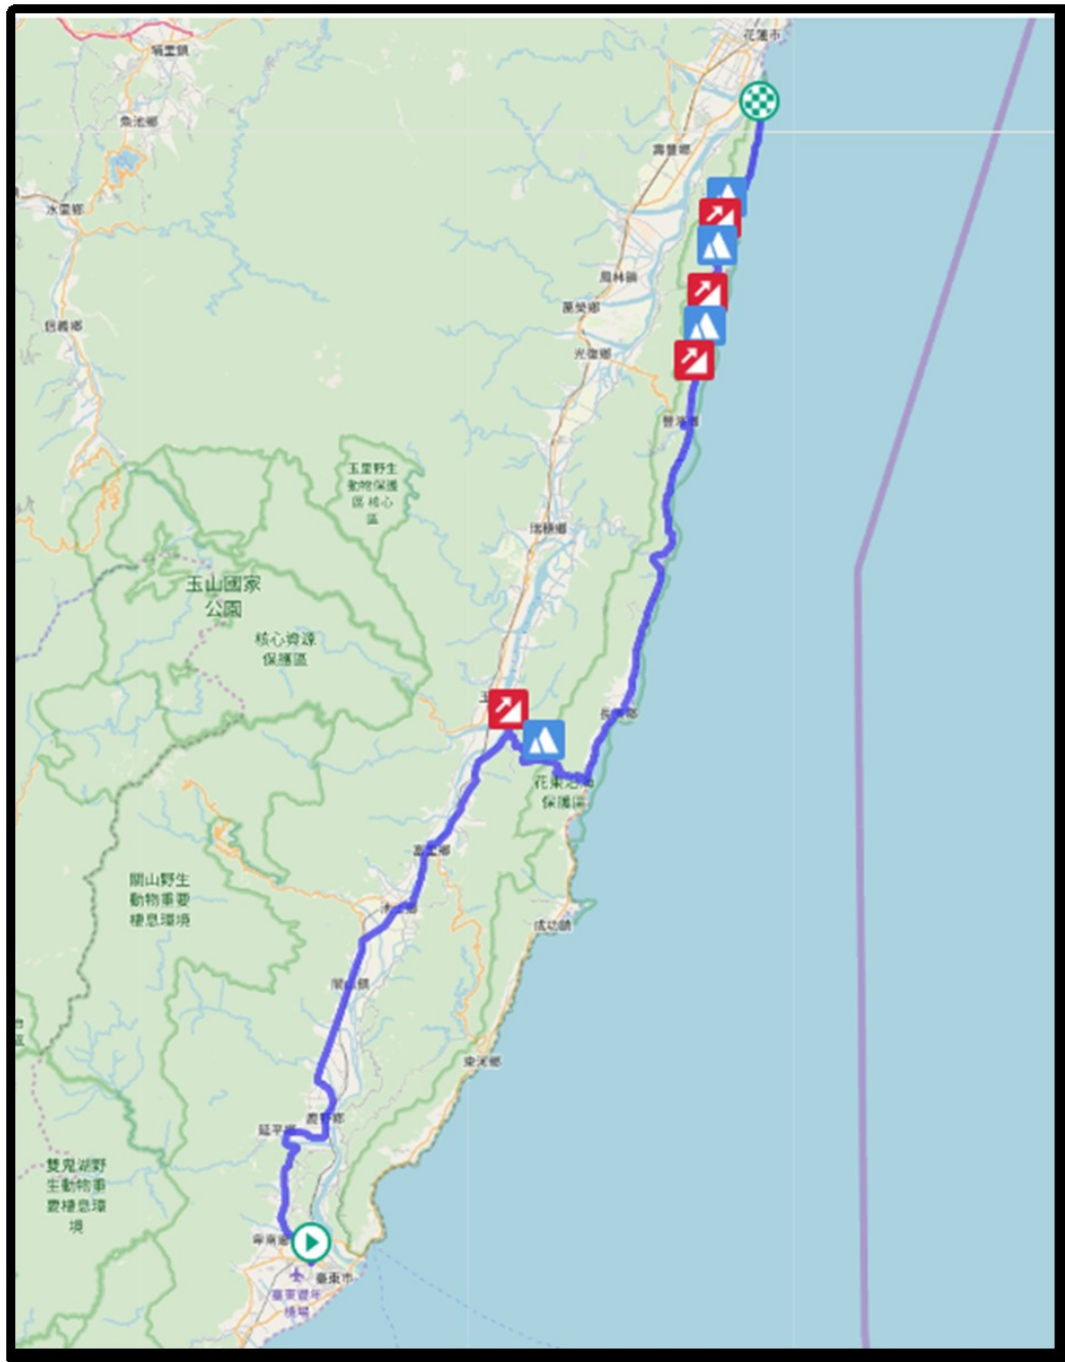 花蓮市
埔里鎮
魚池鄉
壽豐鄉
水里鄉
鳳林鎮
萬榮鄉
信義鄉
光復鄉
豐濱鄉
玉里野生
動物保護
區 核心
區
瑞穗鄉
玉山國家
公園
核心資源
保護區
玉
長濱鄉
花東沿海
保護區
富里鄉
關山野生
動物重要
棲息環境
池上鄉
成功鎮
關山鎮
東河鄉
鹿野鄉
延平鄉
雙鬼湖野
生動物重
要棲息環
境
卑南鄉
臺東市
臺東豐年
機場